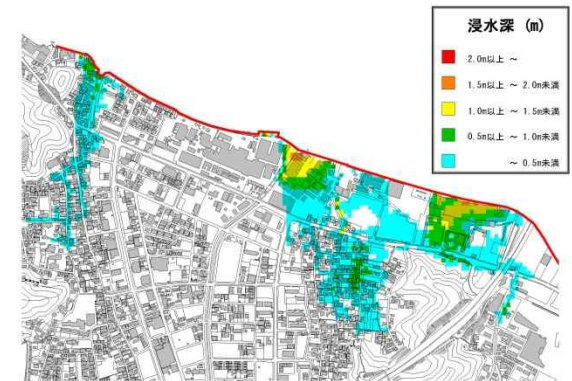 浸水深 (m)
2.0m以上 ～
1.5m以上 ～ 2.0m未満
1.0m以上 ～ 1.5m未満
0.5m以上 ～ 1.0m未満
～ 0.5m未満